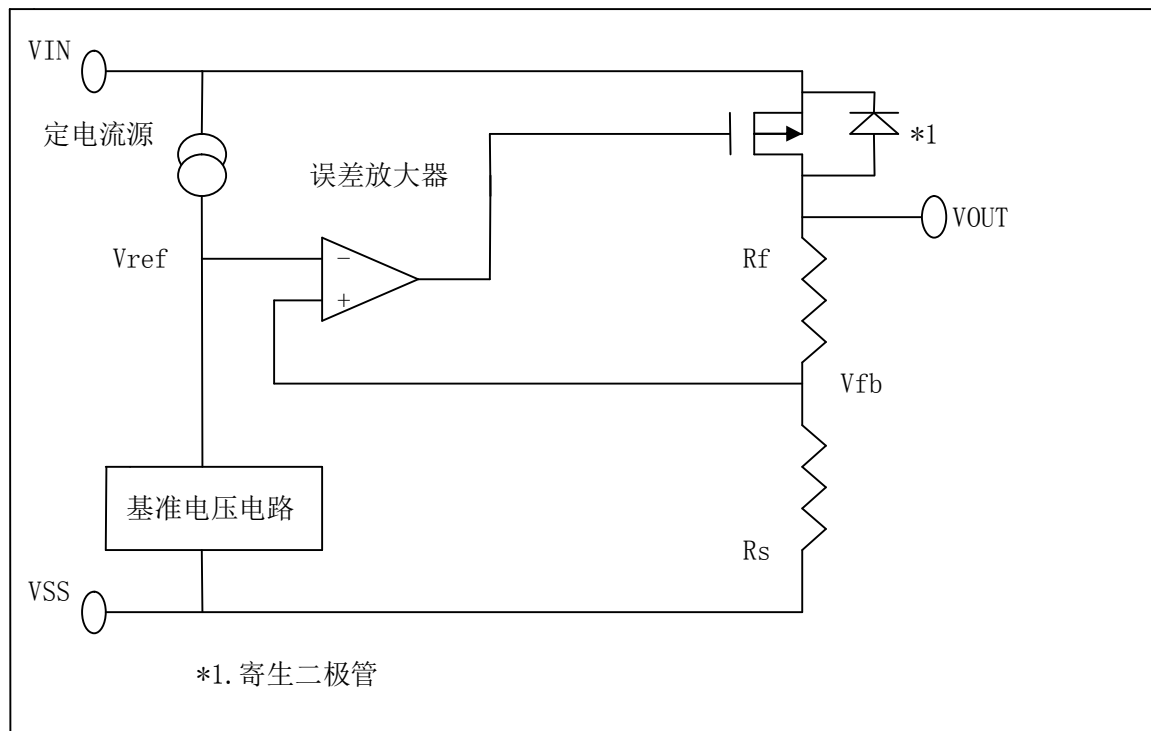 VIN
定电流源
*1
误差放大器
VOUT
Vref
Rf
−
+
Vfb
基准电压电路
Rs
VSS
*1.寄生二极管